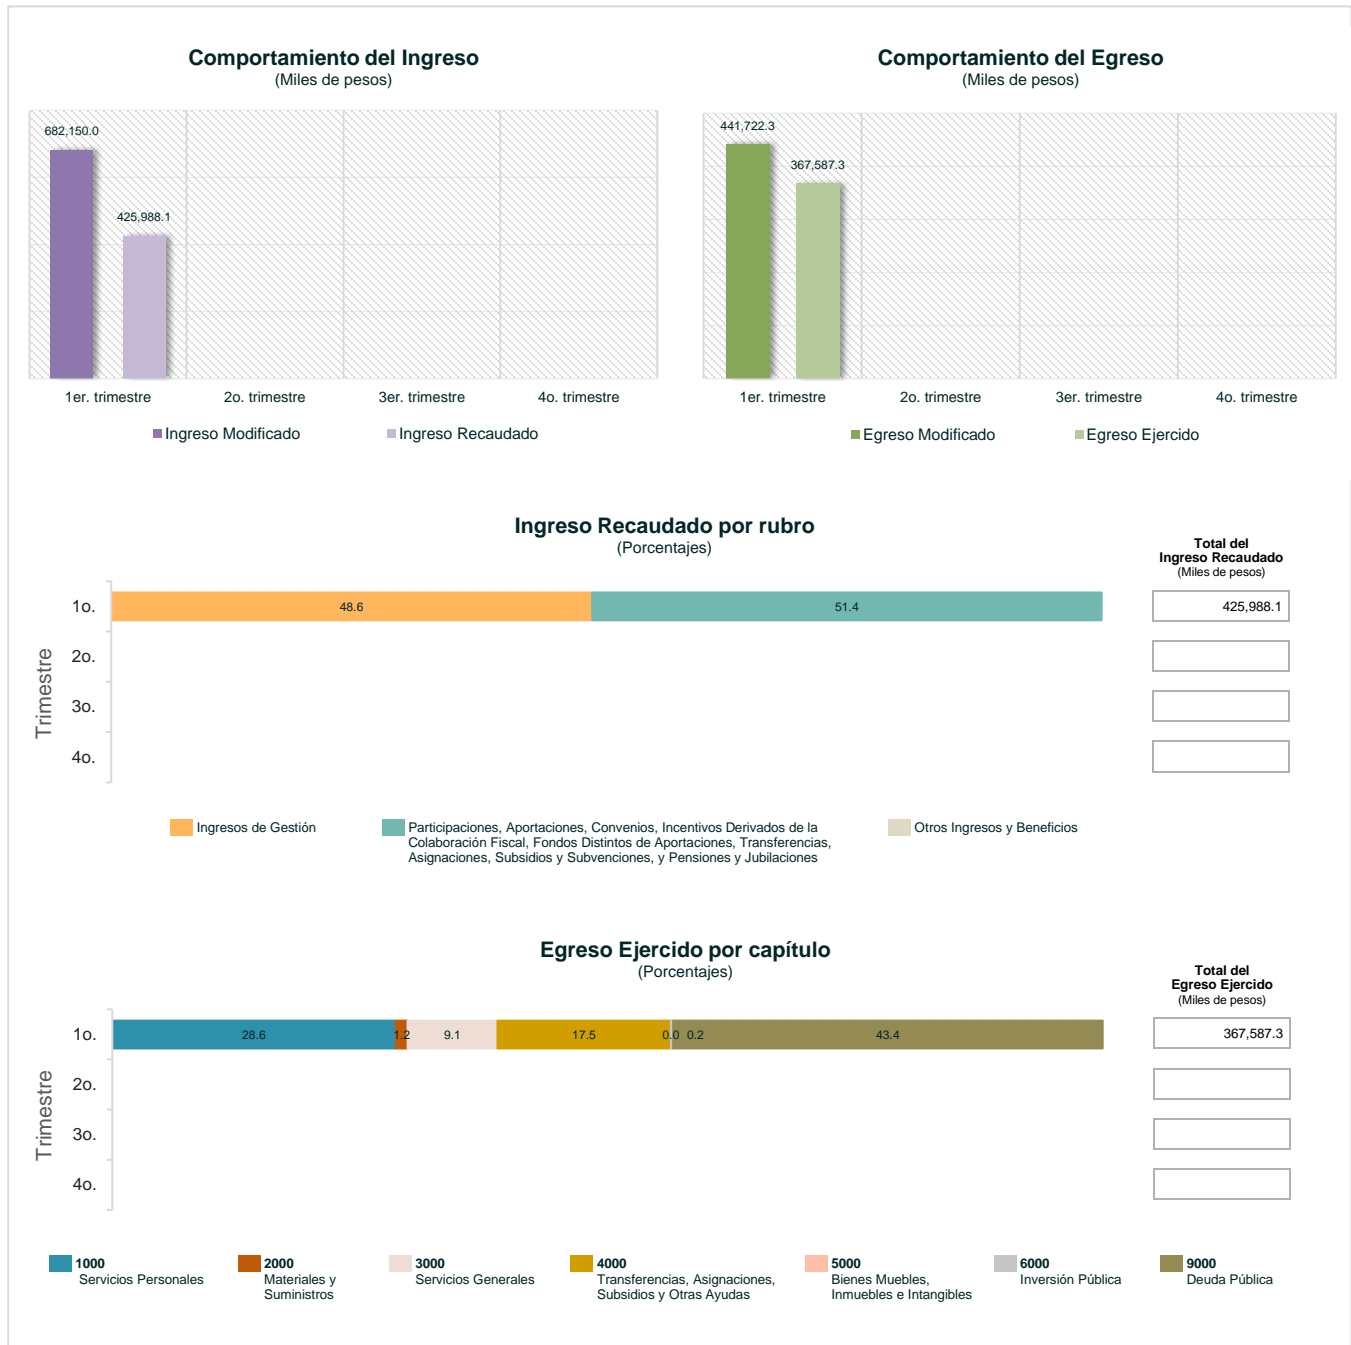 Comportamiento del Ingreso
(Miles de pesos)
682,150.0
425,988.1
1er. trimestre
2o. trimestre
3er. trimestre
4o. trimestre
Ingreso Modificado
Ingreso Recaudado
Comportamiento del Egreso
(Miles de pesos)
441,722.3
367,587.3
1er. trimestre
2o. trimestre
3er. trimestre
4o. trimestre
Egreso Modificado
Egreso Ejercido
Ingreso Recaudado por rubro
(Porcentajes)
Total del
Ingreso Recaudado
(Miles de pesos)
Trimestre
1o.
48.6
51.4
425,988.1
2o.
3o.
4o.
Ingresos de Gestión
Participaciones, Aportaciones, Convenios, Incentivos Derivados de la
Colaboración Fiscal, Fondos Distintos de Aportaciones, Transferencias,
Asignaciones, Subsidios y Subvenciones, y Pensiones y Jubilaciones
Otros Ingresos y Beneficios
Egreso Ejercido por capítulo
(Porcentajes)
Total del
Egreso Ejercido
(Miles de pesos)
Trimestre
1o.
28.6
1.2
9.1
17.5
0.0
0.2
43.4
367,587.3
2o.
3o.
4o.
1000
Servicios Personales
2000
Materiales y
Suministros
3000
Servicios Generales
4000
Transferencias, Asignaciones,
Subsidios y Otras Ayudas
5000
Bienes Muebles,
Inmuebles e Intangibles
6000
Inversión Pública
9000
Deuda Pública